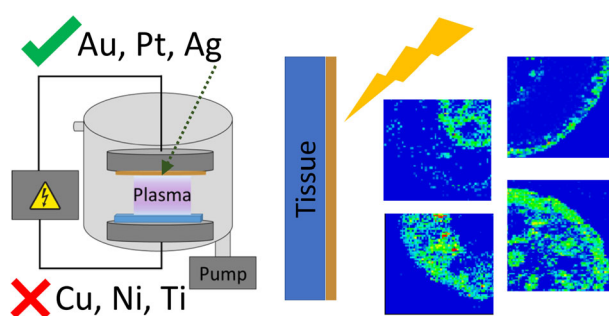 Au, Pt, Ag
Plasma
Pump
Cu, Ni, Ti
Tissue